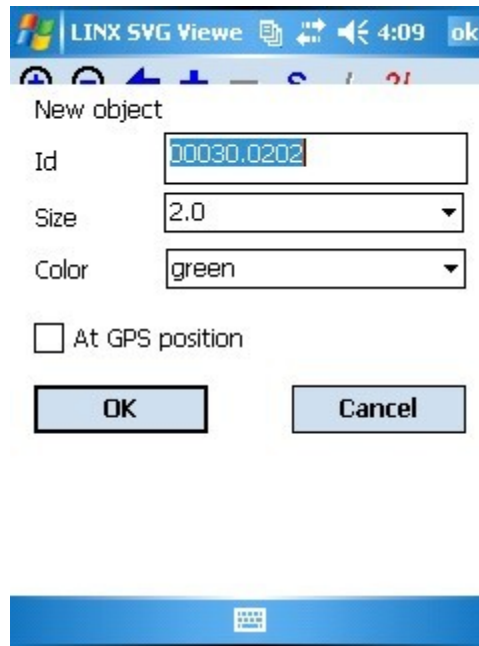 LINX SVG Viewe 4:09 ok
New object
Id 00030.0202
Size 2.0
Color green
At GPS position
OK Cancel